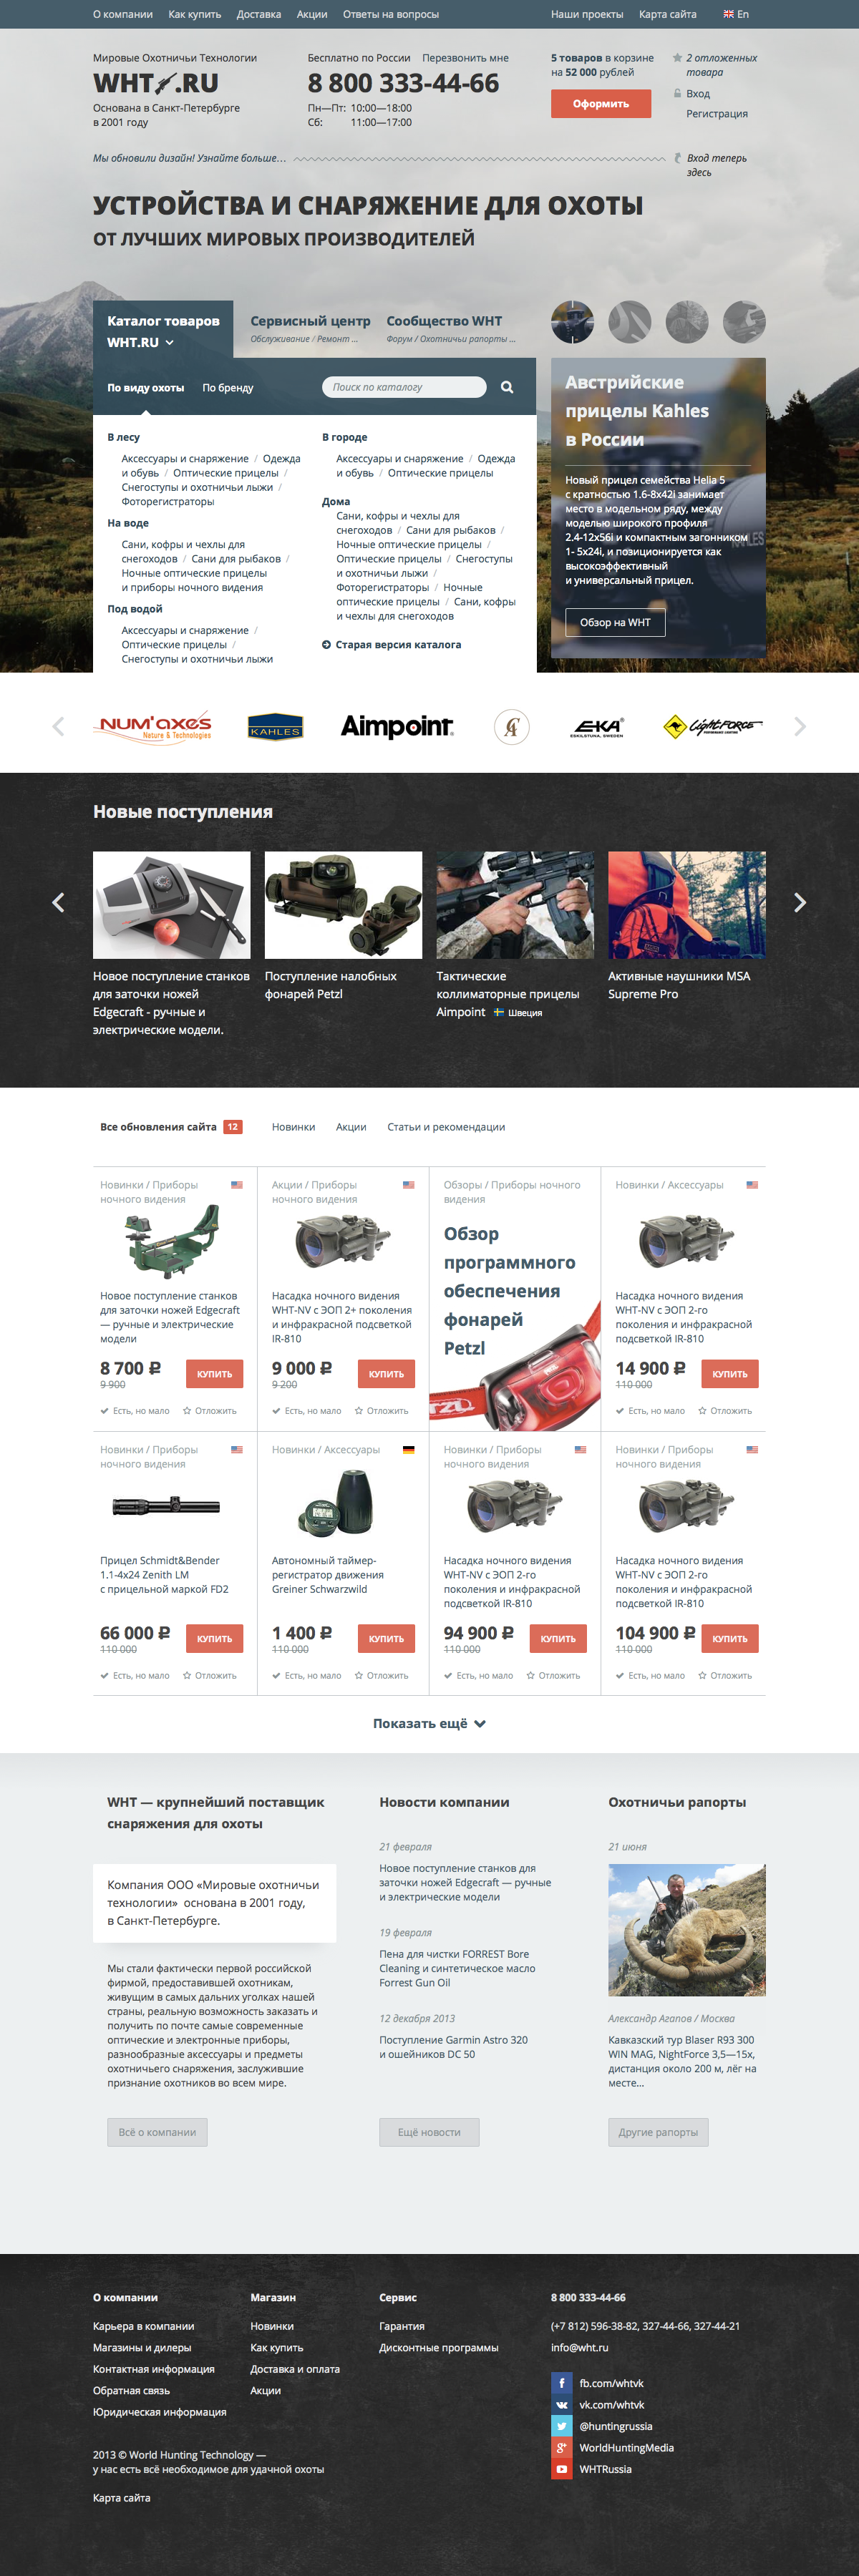 О компании Как купить Доставка Акции Ответы на вопросы Наши проекты Карта сайта En
Мировые Охотничьи Технологии
WHT.RU
Основана в Санкт-Петербурге
в 2001 году
Бесплатно по России Перезвонить мне
8 800 333-44-66
Пн—Пт: 10:00—18:00
Сб: 11:00—17:00
5 товаров в корзине
на 52 000 рублей
Оформить
2 отложенных
товара
Вход
Регистрация
Мы обновили дизайн! Узнайте больше…
Вход теперь
здесь
УСТРОЙСТВА И СНАРЯЖЕНИЕ ДЛЯ ОХОТЫ
ОТ ЛУЧШИХ МИРОВЫХ ПРОИЗВОДИТЕЛЕЙ
Каталог товаров
WHT.RU
Сервисный центр
Обслуживание / Ремонт ...
Сообщество WHT
Форум / Охотничьи рапорты ...
По виду охоты По бренду Поиск по каталогу
В лесу
Аксессуары и снаряжение / Одежда
и обувь / Оптические прицелы /
Снегоступы и охотничьи лыжи /
Фоторегистраторы
На воде
Сани, кофры и чехлы для
снегоходов / Сани для рыбаков /
Ночные оптические прицелы
и приборы ночного видения
Под водой
Аксессуары и снаряжение /
Оптические прицелы /
Снегоступы и охотничьи лыжи
В городе
Аксессуары и снаряжение / Одежда
и обувь / Оптические прицелы
Дома
Сани, кофры и чехлы для
снегоходов / Сани для рыбаков /
Ночные оптические прицелы /
Оптические прицелы / Снегоступы
и охотничьи лыжи /
Фоторегистраторы / Ночные
оптические прицелы / Сани, кофры
и чехлы для снегоходов
Старая версия каталога
Австрийские
прицелы Kahles
в России
Новый прицел семейства Helia 5
с кратностью 1.6-8x42i занимает
место в модельном ряду, между
моделью широкого профиля
2.4-12x56i и компактным загонником
1- 5x24i, и позиционируется как
высокоэффективный
и универсальный прицел.
Обзор на WHT
NUM'AXES
Nature & Technologies
KAHLES
Aimpoint®
EKA®
ESKILSTUNA, SWEDEN
LightForce
PERFORMANCE LIGHTING
Новые поступления
Новое поступление станков
для заточки ножей
Edgecraft - ручные и
электрические модели.
Поступление налобных
фонарей Petzl
Тактические
коллиматорные прицелы
Aimpoint Швеция
Активные наушники MSA
Supreme Pro
Все обновления сайта 12 Новинки Акции Статьи и рекомендации
Новинки / Приборы
ночного видения
Новое поступление станков
для заточки ножей Edgecraft
— ручные и электрические
модели
8 700 ₽
9 900
КУПИТЬ
Есть, но мало Отложить
Акции / Приборы
ночного видения
Насадка ночного видения
WHT-NV с ЭОП 2+ поколения
и инфракрасной подсветкой
IR-810
9 000 ₽
9 200
КУПИТЬ
Есть, но мало Отложить
Обзоры / Приборы ночного
видения
Обзор
программного
обеспечения
фонарей
Petzl
Новинки / Аксессуары
Насадка ночного видения
WHT-NV с ЭОП 2-го
поколения и инфракрасной
подсветкой IR-810
14 900 ₽
110 000
КУПИТЬ
Есть, но мало Отложить
Новинки / Приборы
ночного видения
Прицел Schmidt&Bender
1.1-4x24 Zenith LM
с прицельной маркой FD2
66 000 ₽
110 000
КУПИТЬ
Есть, но мало Отложить
Новинки / Аксессуары
Автономный таймер-
регистратор движения
Greiner Schwarzwild
1 400 ₽
110 000
КУПИТЬ
Есть, но мало Отложить
Новинки / Приборы
ночного видения
Насадка ночного видения
WHT-NV с ЭОП 2-го
поколения и инфракрасной
подсветкой IR-810
94 900 ₽
110 000
КУПИТЬ
Есть, но мало Отложить
Новинки / Приборы
ночного видения
Насадка ночного видения
WHT-NV с ЭОП 2-го
поколения и инфракрасной
подсветкой IR-810
104 900 ₽
110 000
КУПИТЬ
Есть, но мало Отложить
Показать ещё
WHT — крупнейший поставщик
снаряжения для охоты
Компания ООО «Мировые охотничьи
технологии» основана в 2001 году,
в Санкт-Петербурге.
Мы стали фактически первой российской
фирмой, предоставившей охотникам,
живущим в самых дальних уголках нашей
страны, реальную возможность заказать и
получить по почте самые современные
оптические и электронные приборы,
разнообразные аксессуары и предметы
охотничьего снаряжения, заслужившие
признание охотников во всем мире.
Всё о компании
Новости компании
21 февраля
Новое поступление станков для
заточки ножей Edgecraft — ручные
и электрические модели
19 февраля
Пена для чистки FORREST Bore
Cleaning и синтетическое масло
Forrest Gun Oil
12 декабря 2013
Поступление Garmin Astro 320
и ошейников DC 50
Ещё новости
Охотничьи рапорты
21 июня
Александр Агапов / Москва
Кавказский тур Blaser R93 300
WIN MAG, NightForce 3,5—15x,
дистанция около 200 м, лёг на
месте...
Другие рапорты
О компании
Карьера в компании
Магазины и дилеры
Контактная информация
Обратная связь
Юридическая информация
Магазин
Новинки
Как купить
Доставка и оплата
Акции
Сервис
Гарантия
Дисконтные программы
8 800 333-44-66
(+7 812) 596-38-82, 327-44-66, 327-44-21
info@wht.ru
fb.com/whtvk
vk.com/whtvk
@huntingrussia
WorldHuntingMedia
WHTRussia
2013 © World Hunting Technology —
у нас есть всё необходимое для удачной охоты
Карта сайта